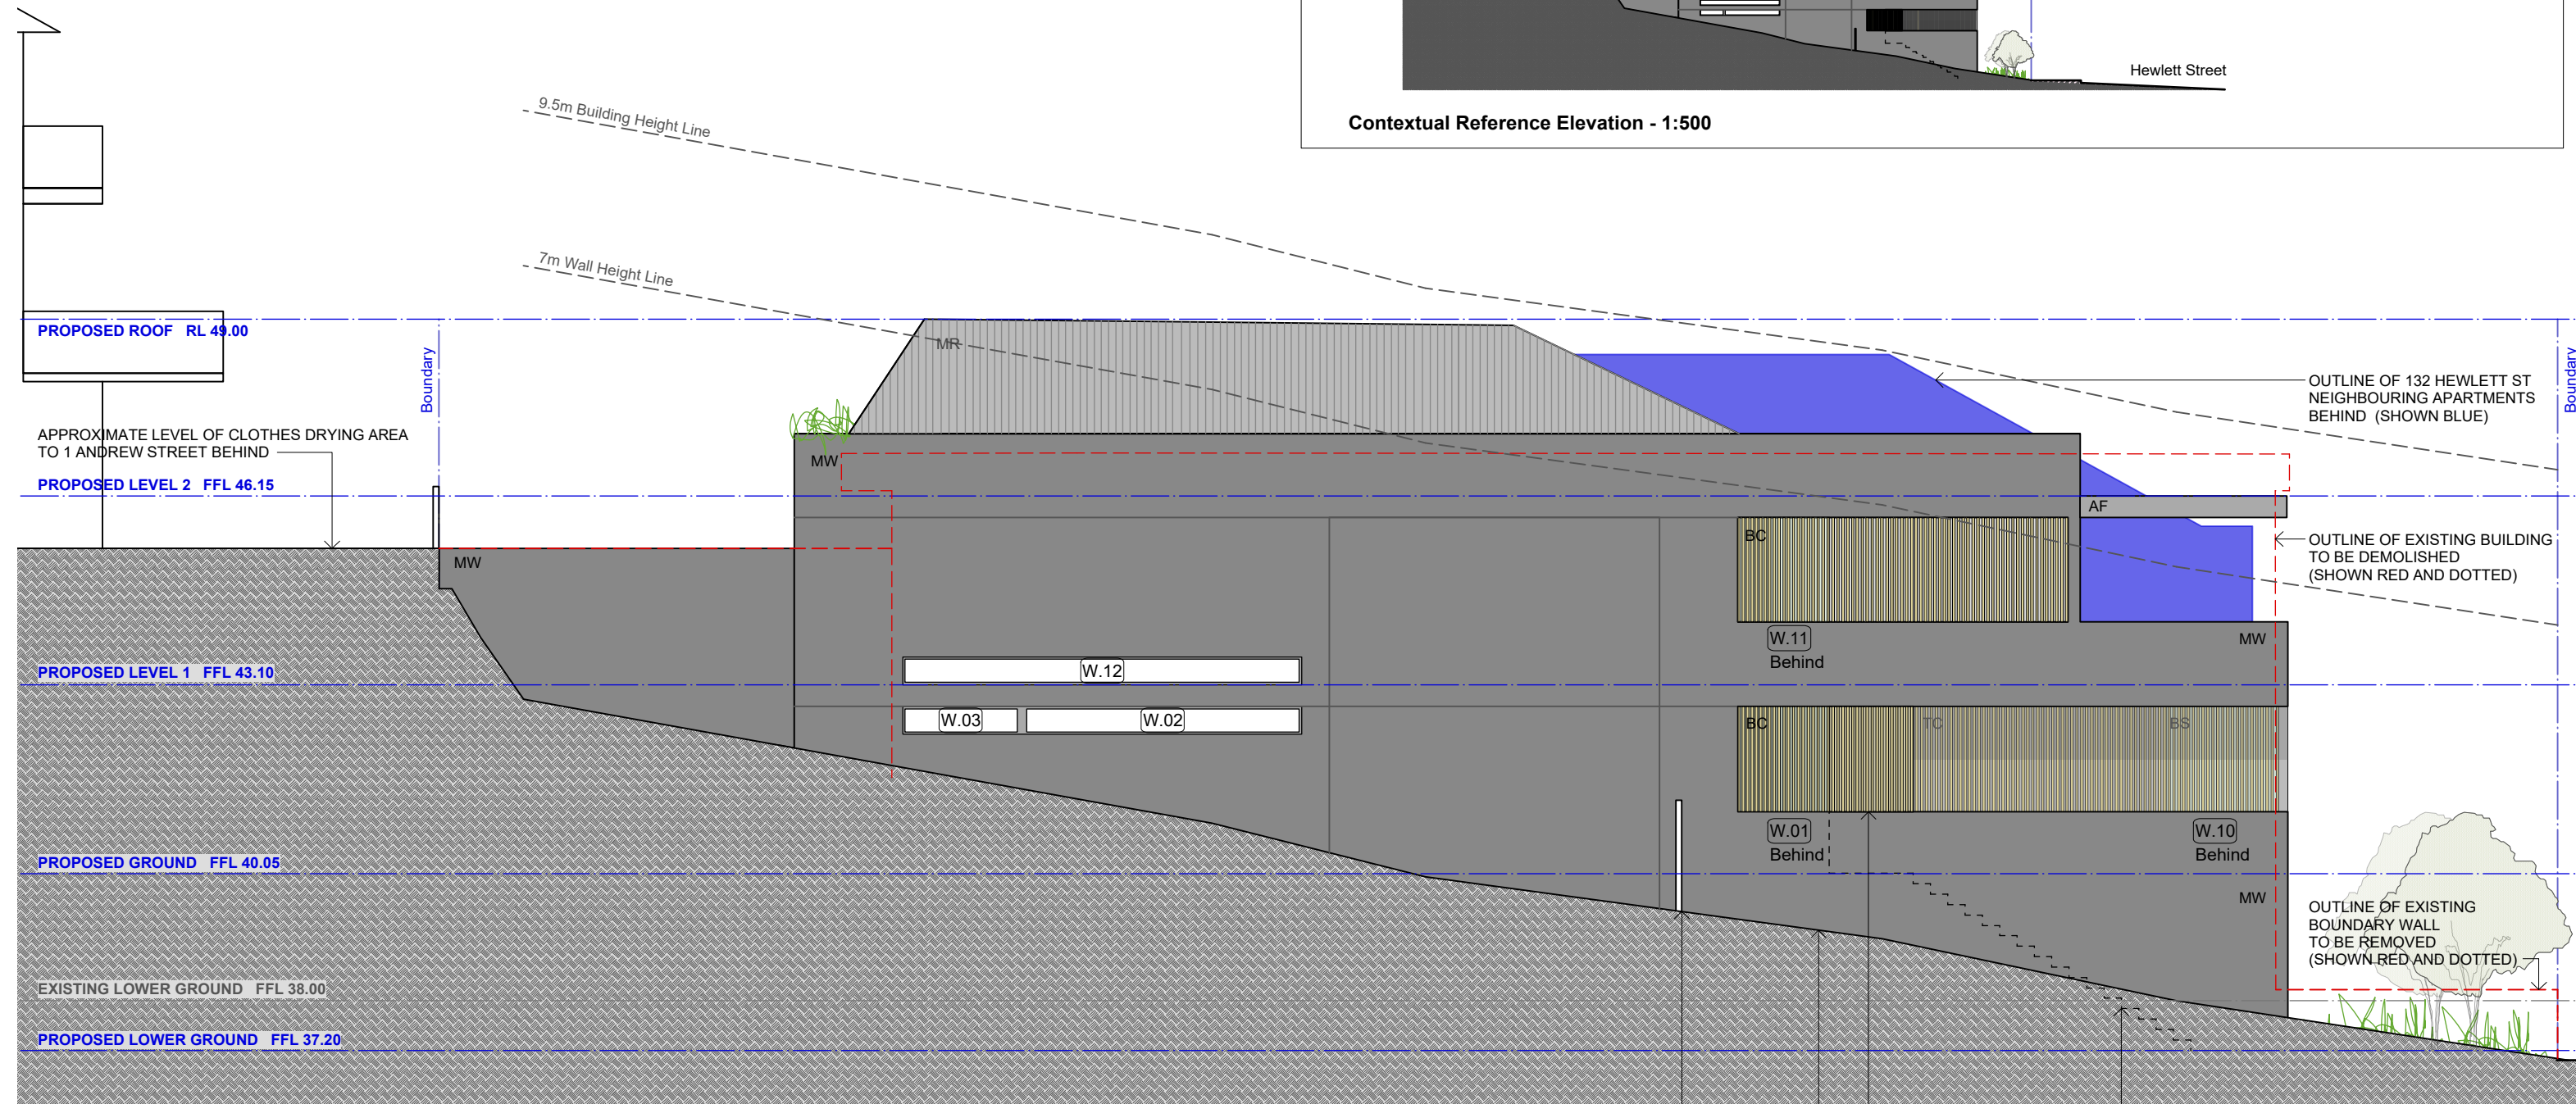 Hewlett Street
Contextual Reference Elevation - 1:500
9.5m Building Height Line
7m Wall Height Line
PROPOSED ROOF   RL 49.00
MR
Boundary
Boundary
OUTLINE OF 132 HEWLETT ST
NEIGHBOURING APARTMENTS
BEHIND  (SHOWN BLUE)
APPROXIMATE LEVEL OF CLOTHES DRYING AREA
TO 1 ANDREW STREET BEHIND
MW
PROPOSED LEVEL 2   FFL 46.15
AF
BC
OUTLINE OF EXISTING BUILDING
TO BE DEMOLISHED
(SHOWN RED AND DOTTED)
MW
W.11
Behind
MW
W.12
PROPOSED LEVEL 1   FFL 43.10
W.03
W.02
BC
TC
BS
W.01
Behind
W.10
Behind
PROPOSED GROUND   FFL 40.05
MW
OUTLINE OF EXISTING
BOUNDARY WALL
TO BE REMOVED
(SHOWN RED AND DOTTED)
EXISTING LOWER GROUND   FFL 38.00
PROPOSED LOWER GROUND   FFL 37.20